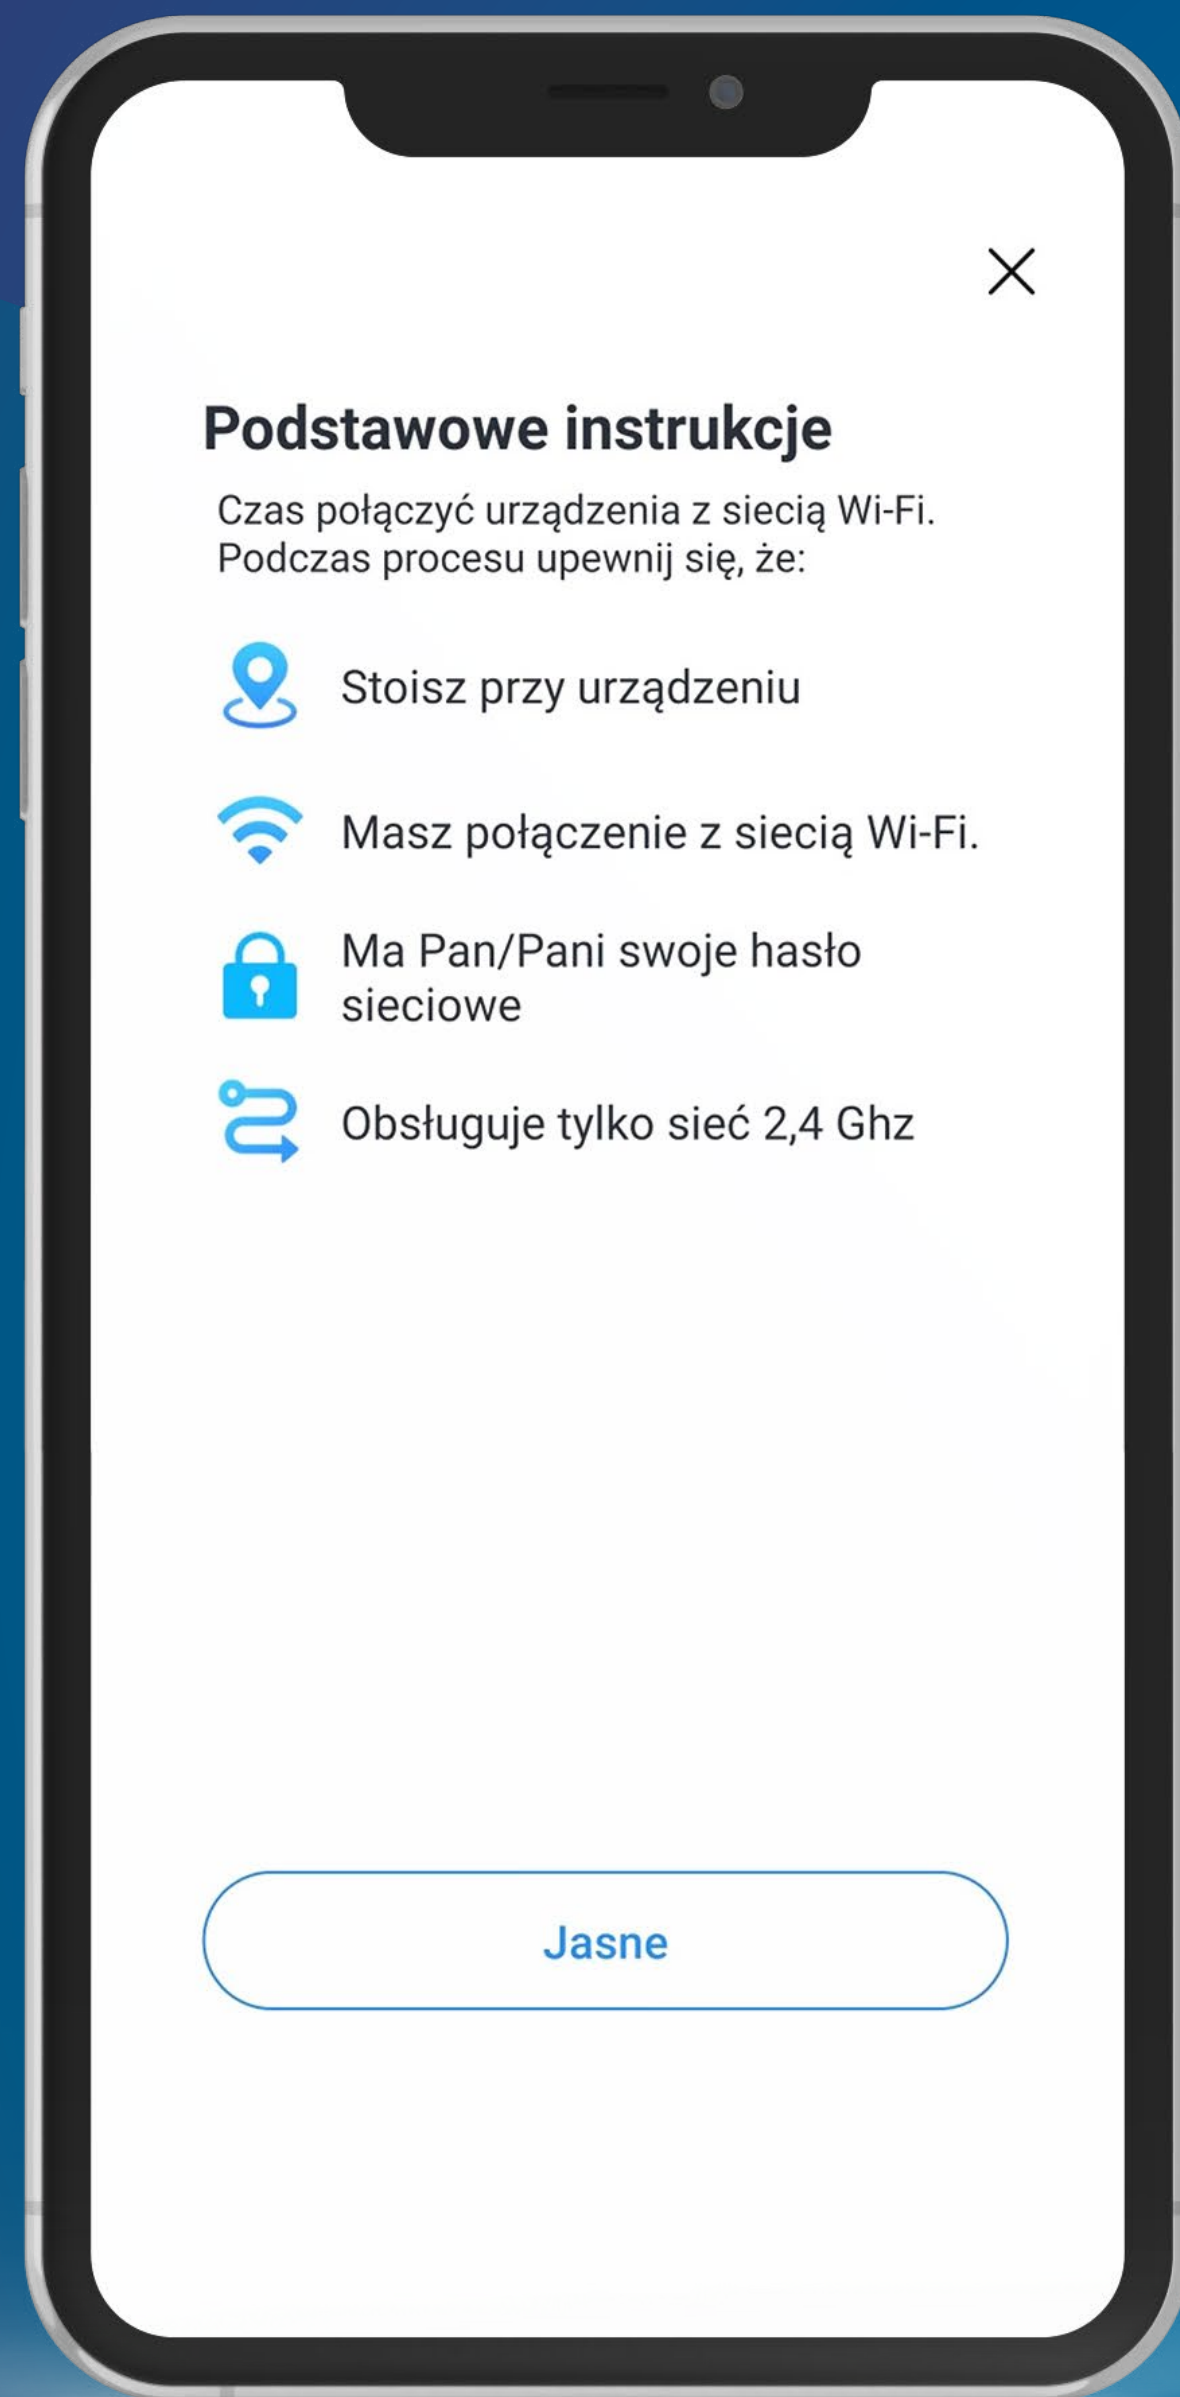 Podstawowe instrukcje
Czas połączyć urządzenia z siecią Wi-Fi.
Podczas procesu upewnij się, że:
Stoisz przy urządzeniu
Masz połączenie z siecią Wi-Fi.
Ma Pan/Pani swoje hasło
sieciowe
Obsługuje tylko sieć 2,4 Ghz
Jasne